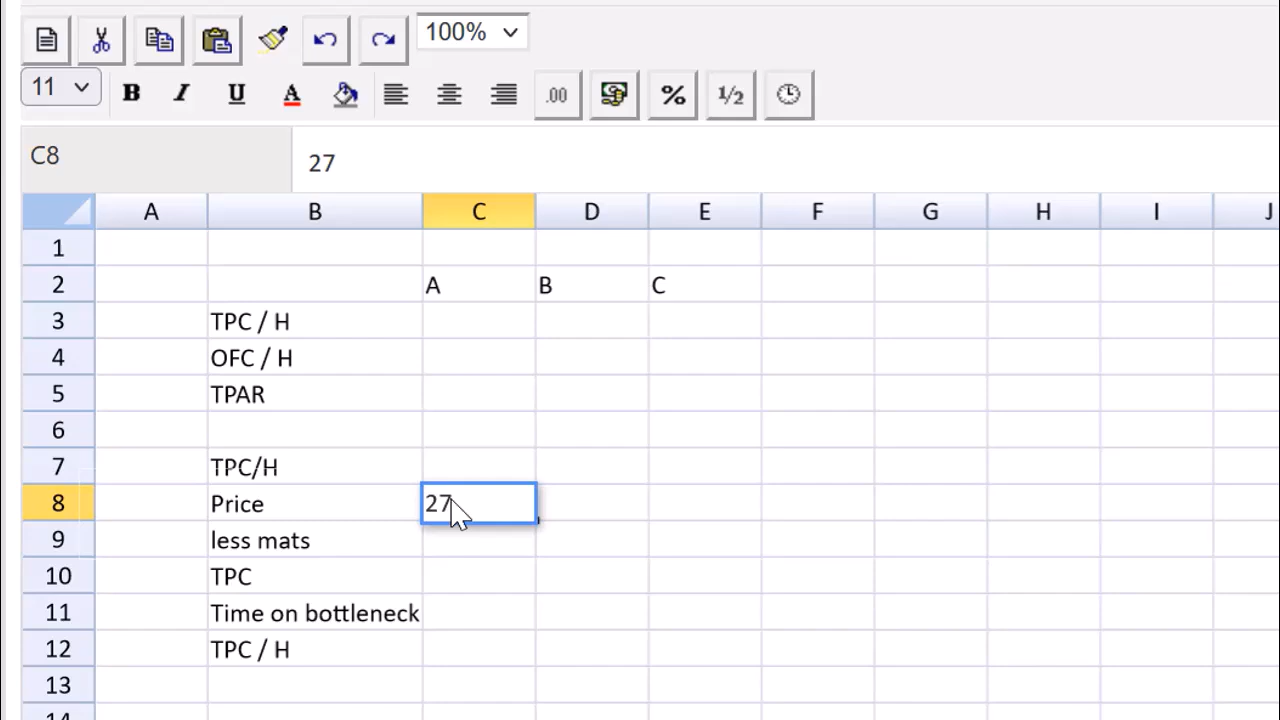 100%
11 B I U A .00 % 1/2
C8 27
A B C D E F G H I J
1
2 A B C
3 TPC / H
4 OFC / H
5 TPAR
6
7 TPC/H
8 Price 27
9 less mats
10 TPC
11 Time on bottleneck
12 TPC / H
13
14